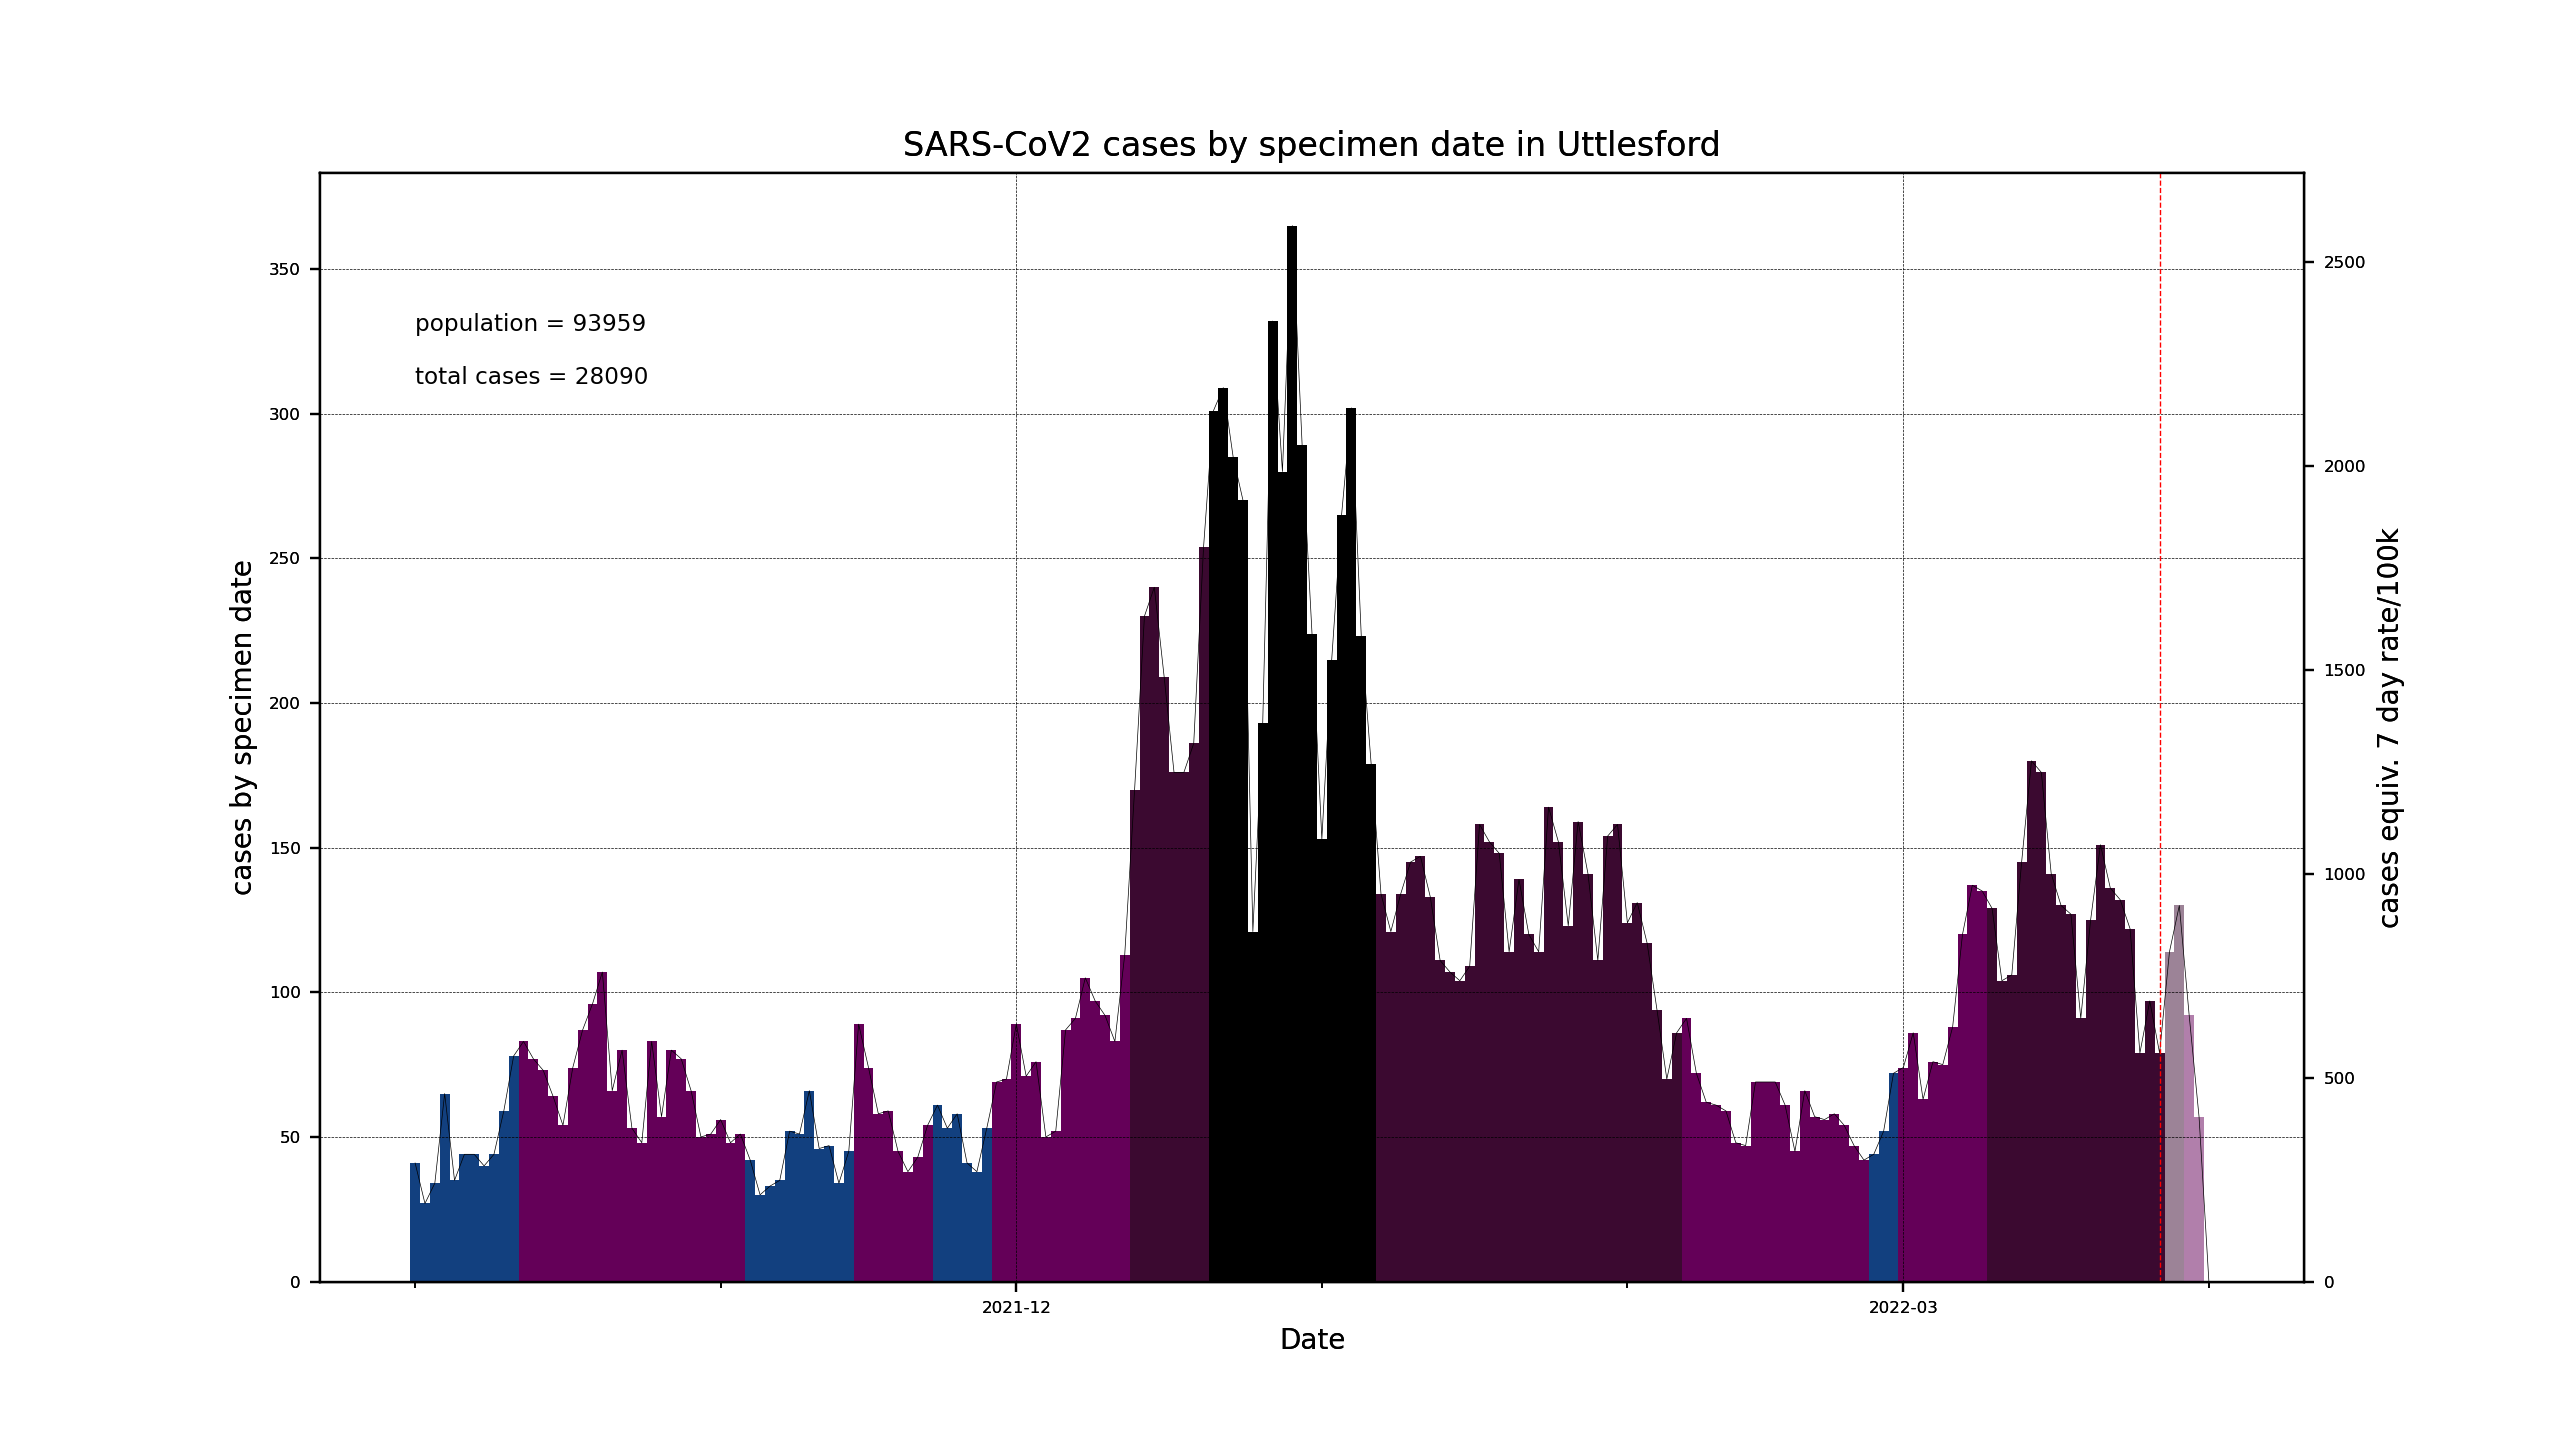 SARS-CoV2 cases by specimen date in Uttlesford
population = 93959
total cases = 28090
cases by specimen date
350
300
250
200
150
100
50
0
2500
2000
1500
1000
500
0
cases equiv. 7 day rate/100k
2021-12
2022-03
Date